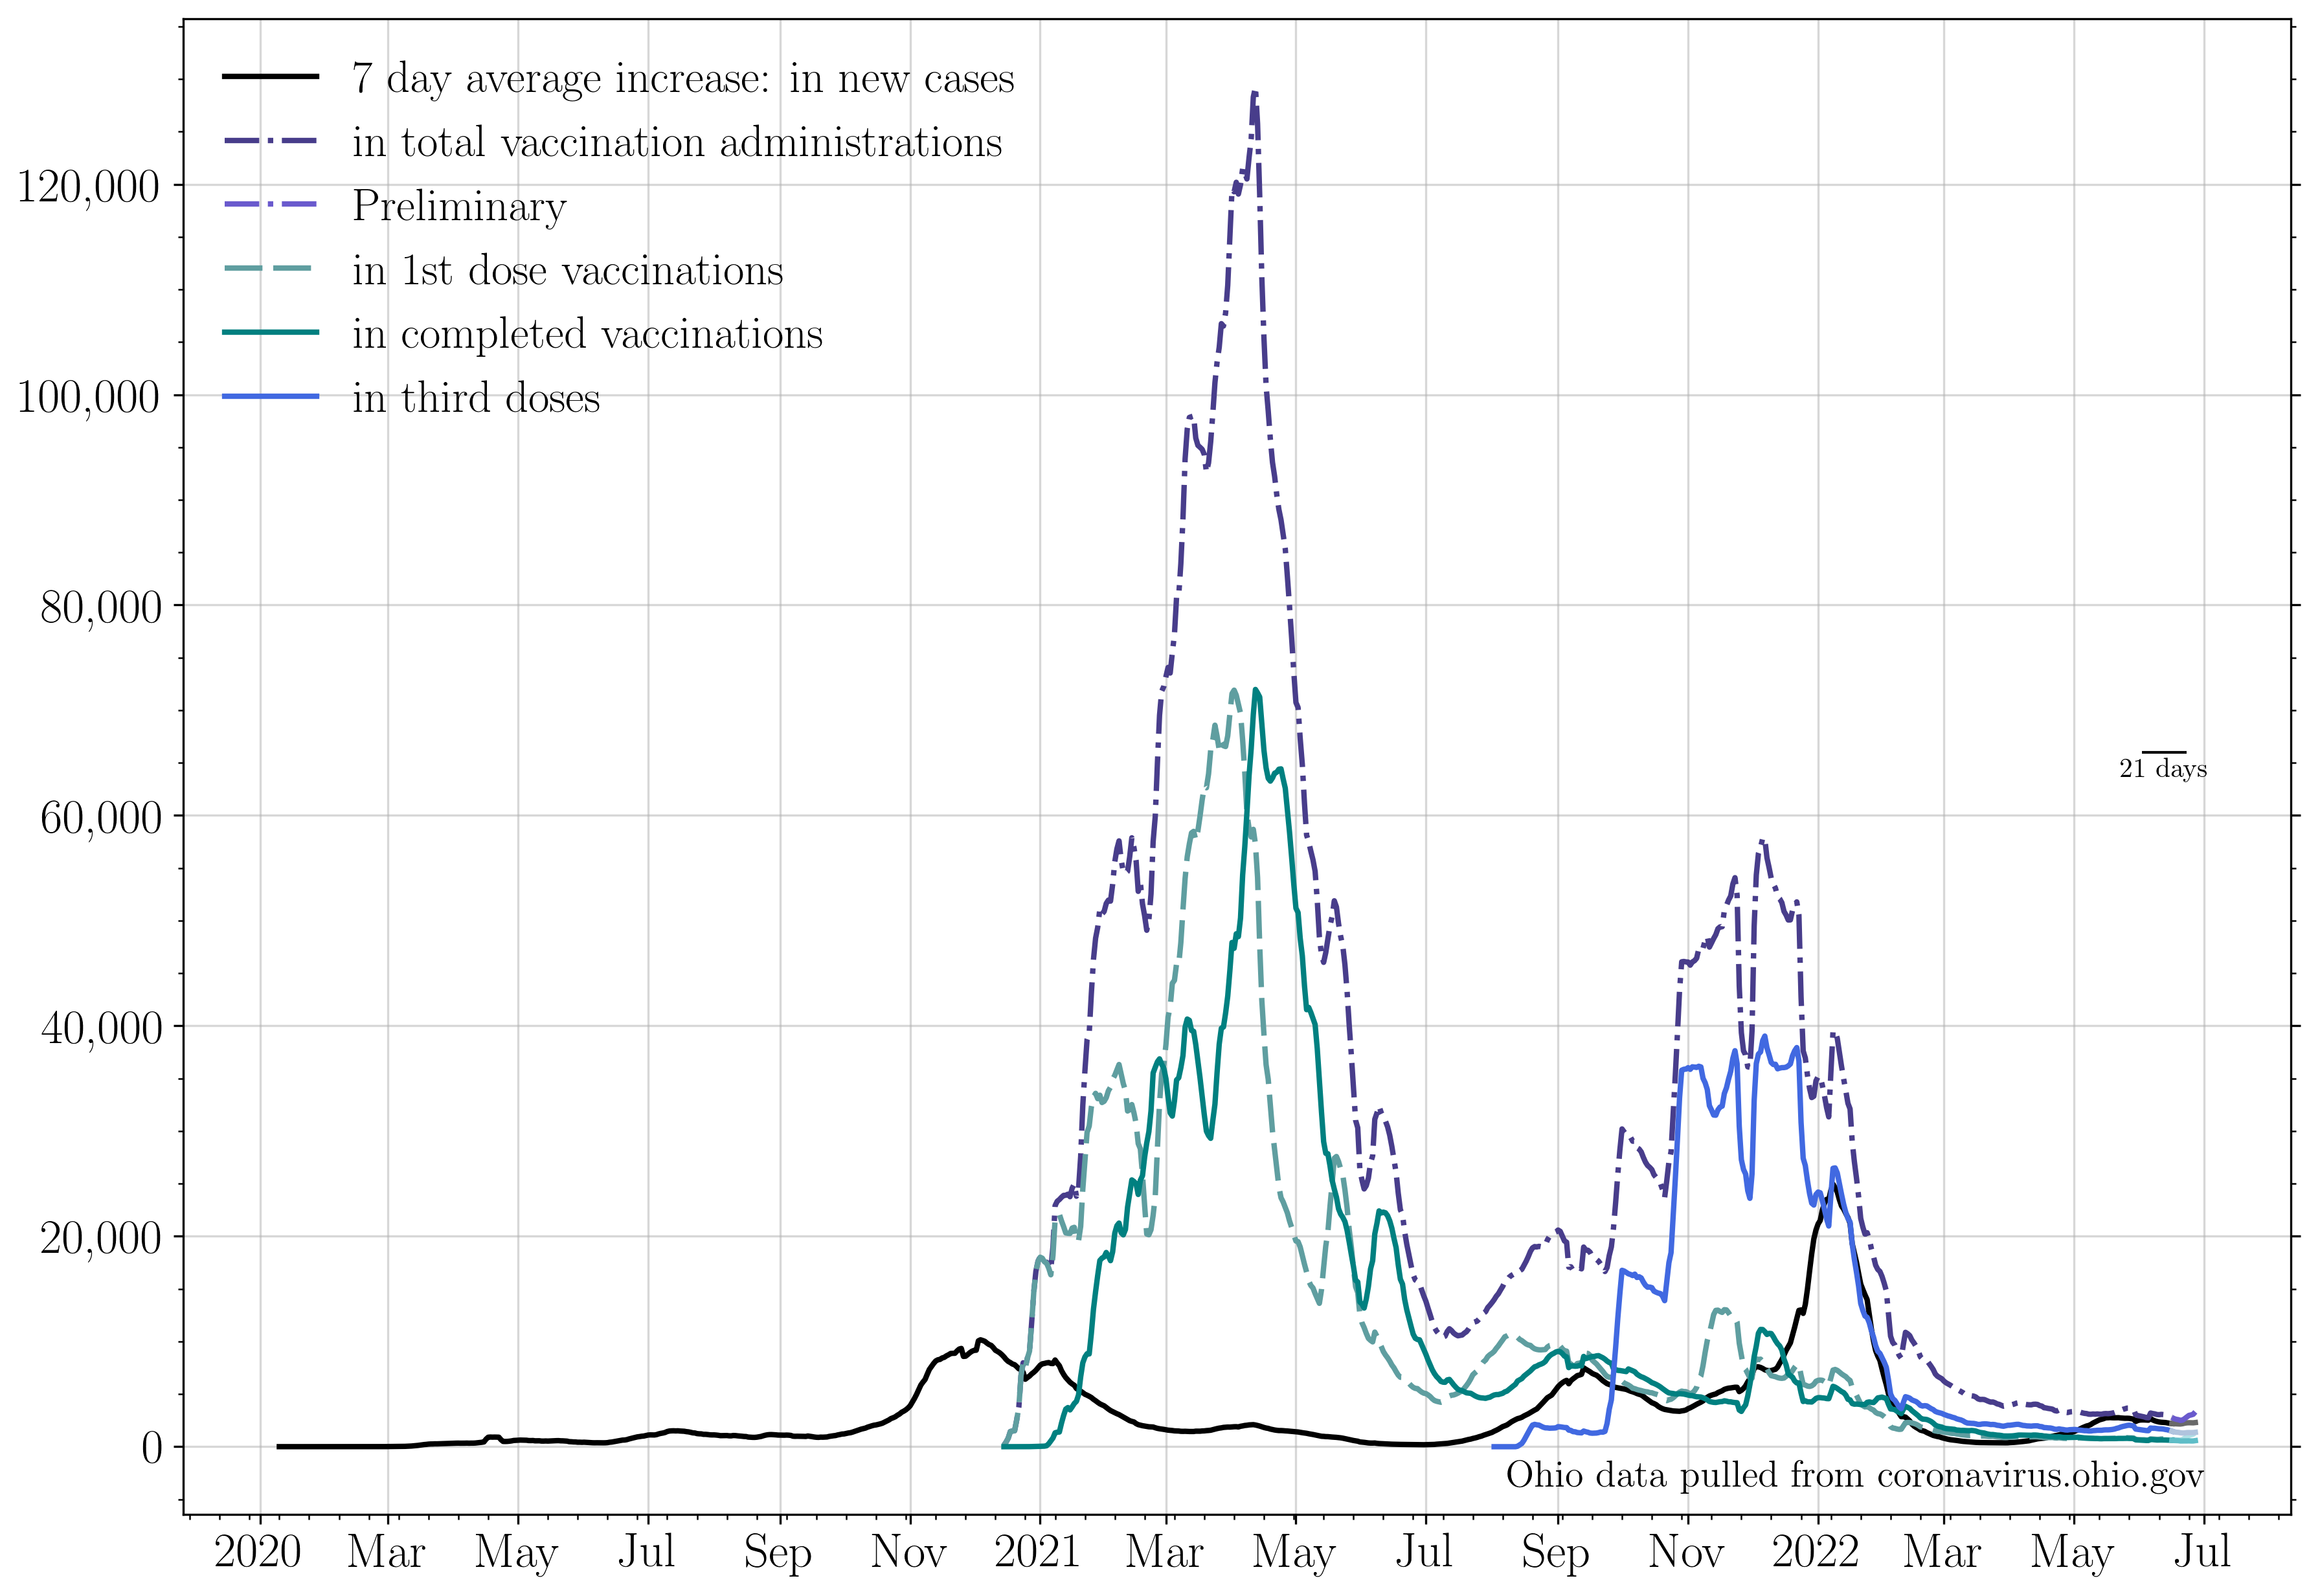 7 day average increase: in new cases
in total vaccination administrations
Preliminary
in 1st dose vaccinations
in completed vaccinations
in third doses
120,000
100,000
80,000
60,000
40,000
20,000
0
21 days
Ohio data pulled from coronavirus.ohio.gov
2020 Mar May Jul Sep Nov 2021 Mar May Jul Sep Nov 2022 Mar May Jul